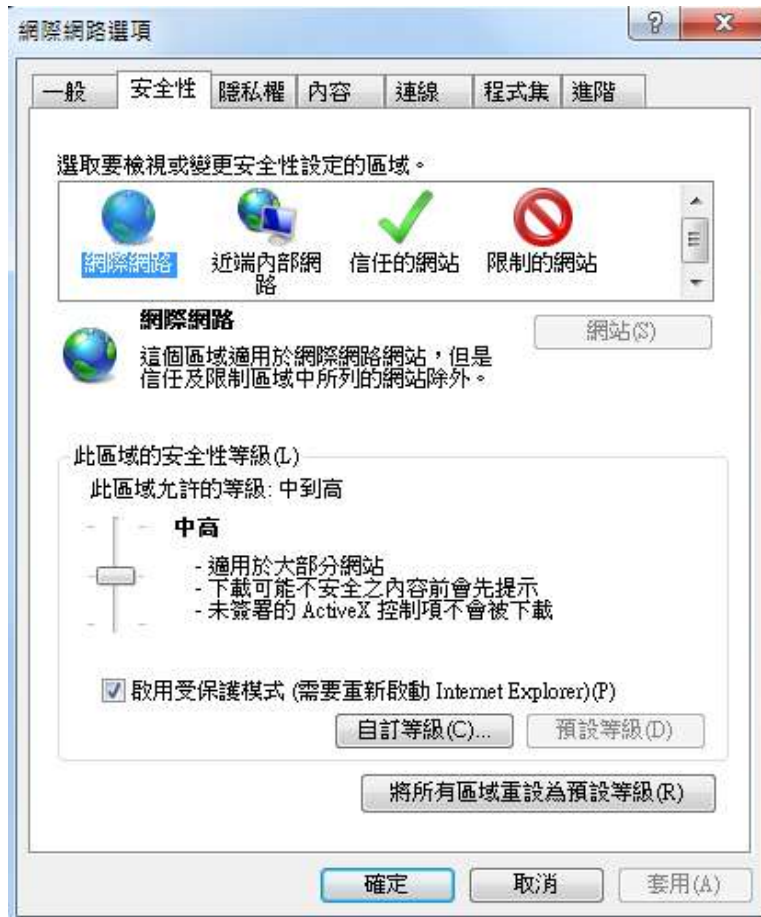 網際網路選項
一般 安全性 隱私權 內容 連線 程式集 進階
選取要檢視或變更安全性設定的區域。
網際網路 近端內部網路 信任的網站 限制的網站
網際網路
網站(S)
這個區域適用於網際網路網站，但是
信任及限制區域中所列的網站除外。
此區域的安全性等級(L)
此區域允許的等級: 中到高
中高
- 適用於大部分網站
- 下載可能不安全之內容前會先提示
- 未簽署的 ActiveX 控制項不會被下載
啟用受保護模式 (需要重新啟動 Internet Explorer)(P)
自訂等級(C)... 預設等級(D)
將所有區域重設為預設等級(R)
確定 取消 套用(A)